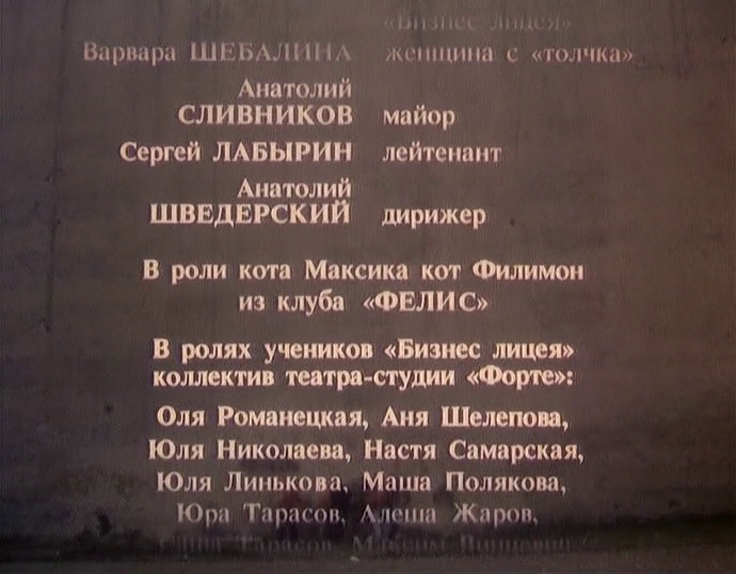 «Бизнес лицея»
Варвара ШЕБАЛИНА женщина с «толчка»
Анатолий
СЛИВНИКОВ майор
Сергей ЛАБЫРИН лейтенант
Анатолий
ШВЕДЕРСКИЙ дирижер
В роли кота Максика кот Филимон
из клуба «ФЕЛИС»
В ролях учеников «Бизнес лицея»
коллектив театра-студии «Форте»:
Оля Романецкая, Аня Шелепова,
Юля Николаева, Настя Самарская,
Юля Линькова, Маша Полякова,
Юра Тарасов, Алеша Жаров,
Тарасов,